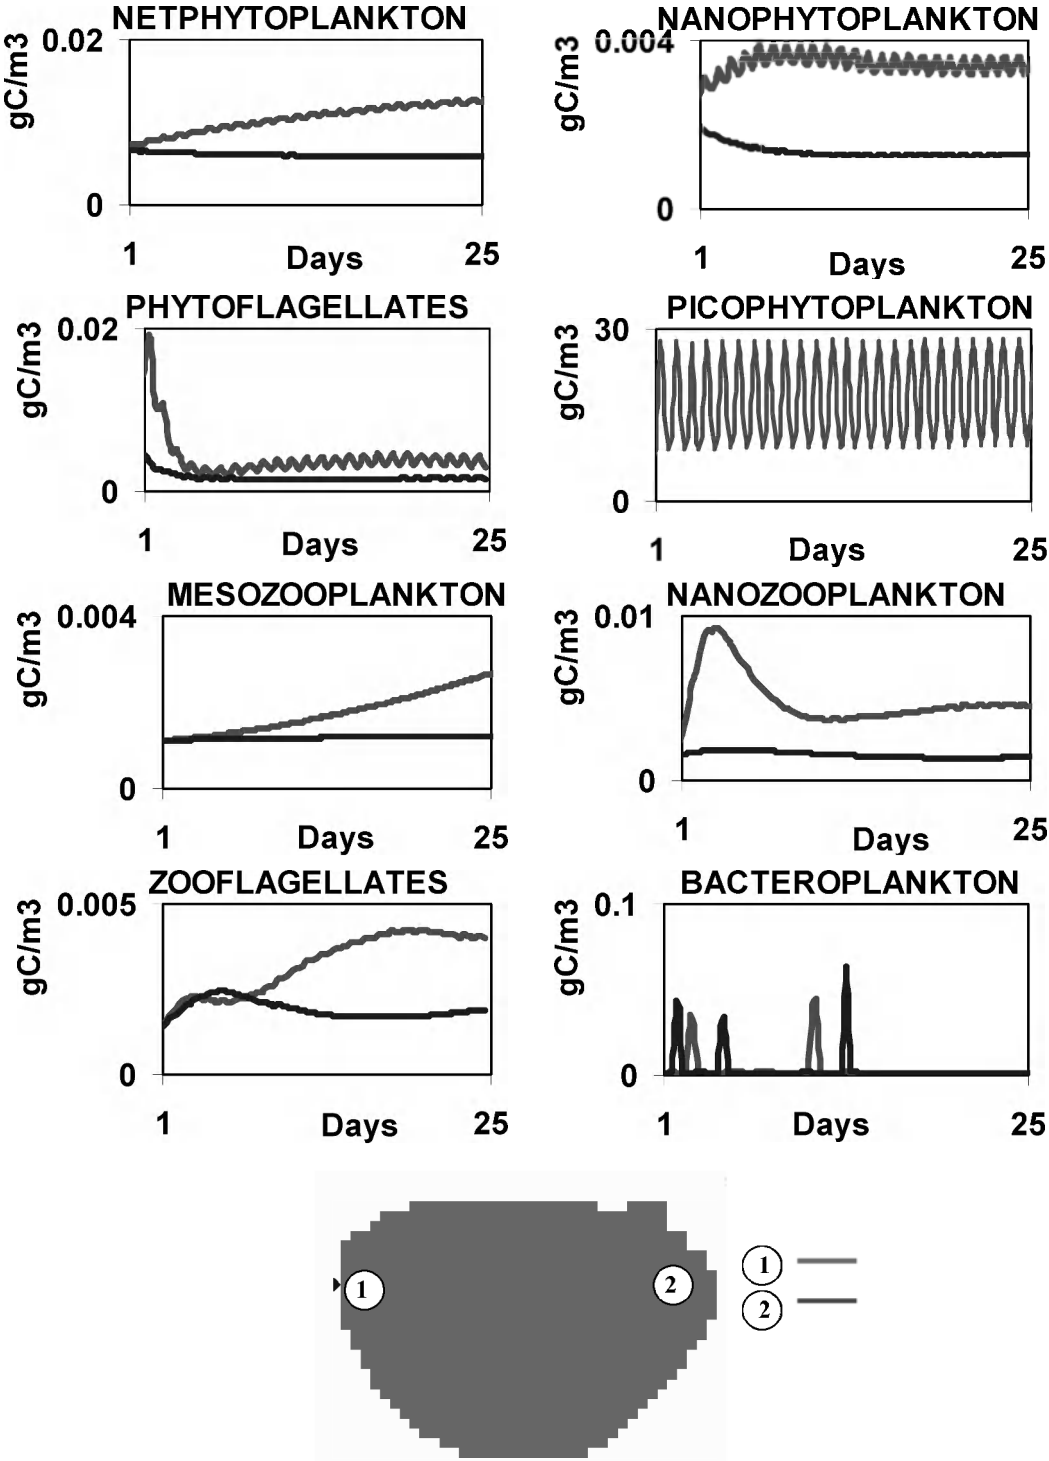 NETPHYTOPLANKTON
gC/m3
0.02
0
1
Days
25
NANOPHYTOPLANKTON
gC/m3
0.004
0
1
Days
25
PHYTOFLAGELLATES
gC/m3
0.02
0
1
Days
25
PICOPHYTOPLANKTON
gC/m3
30
0
1
Days
25
MESOZOOPLANKTON
gC/m3
0.004
0
1
Days
25
NANOZOOPLANKTON
gC/m3
0.01
0
1
Days
25
ZOOFLAGELLATES
gC/m3
0.005
0
1
Days
25
BACTEROPLANKTON
gC/m3
0.1
0
1
Days
25
1
2
1
2